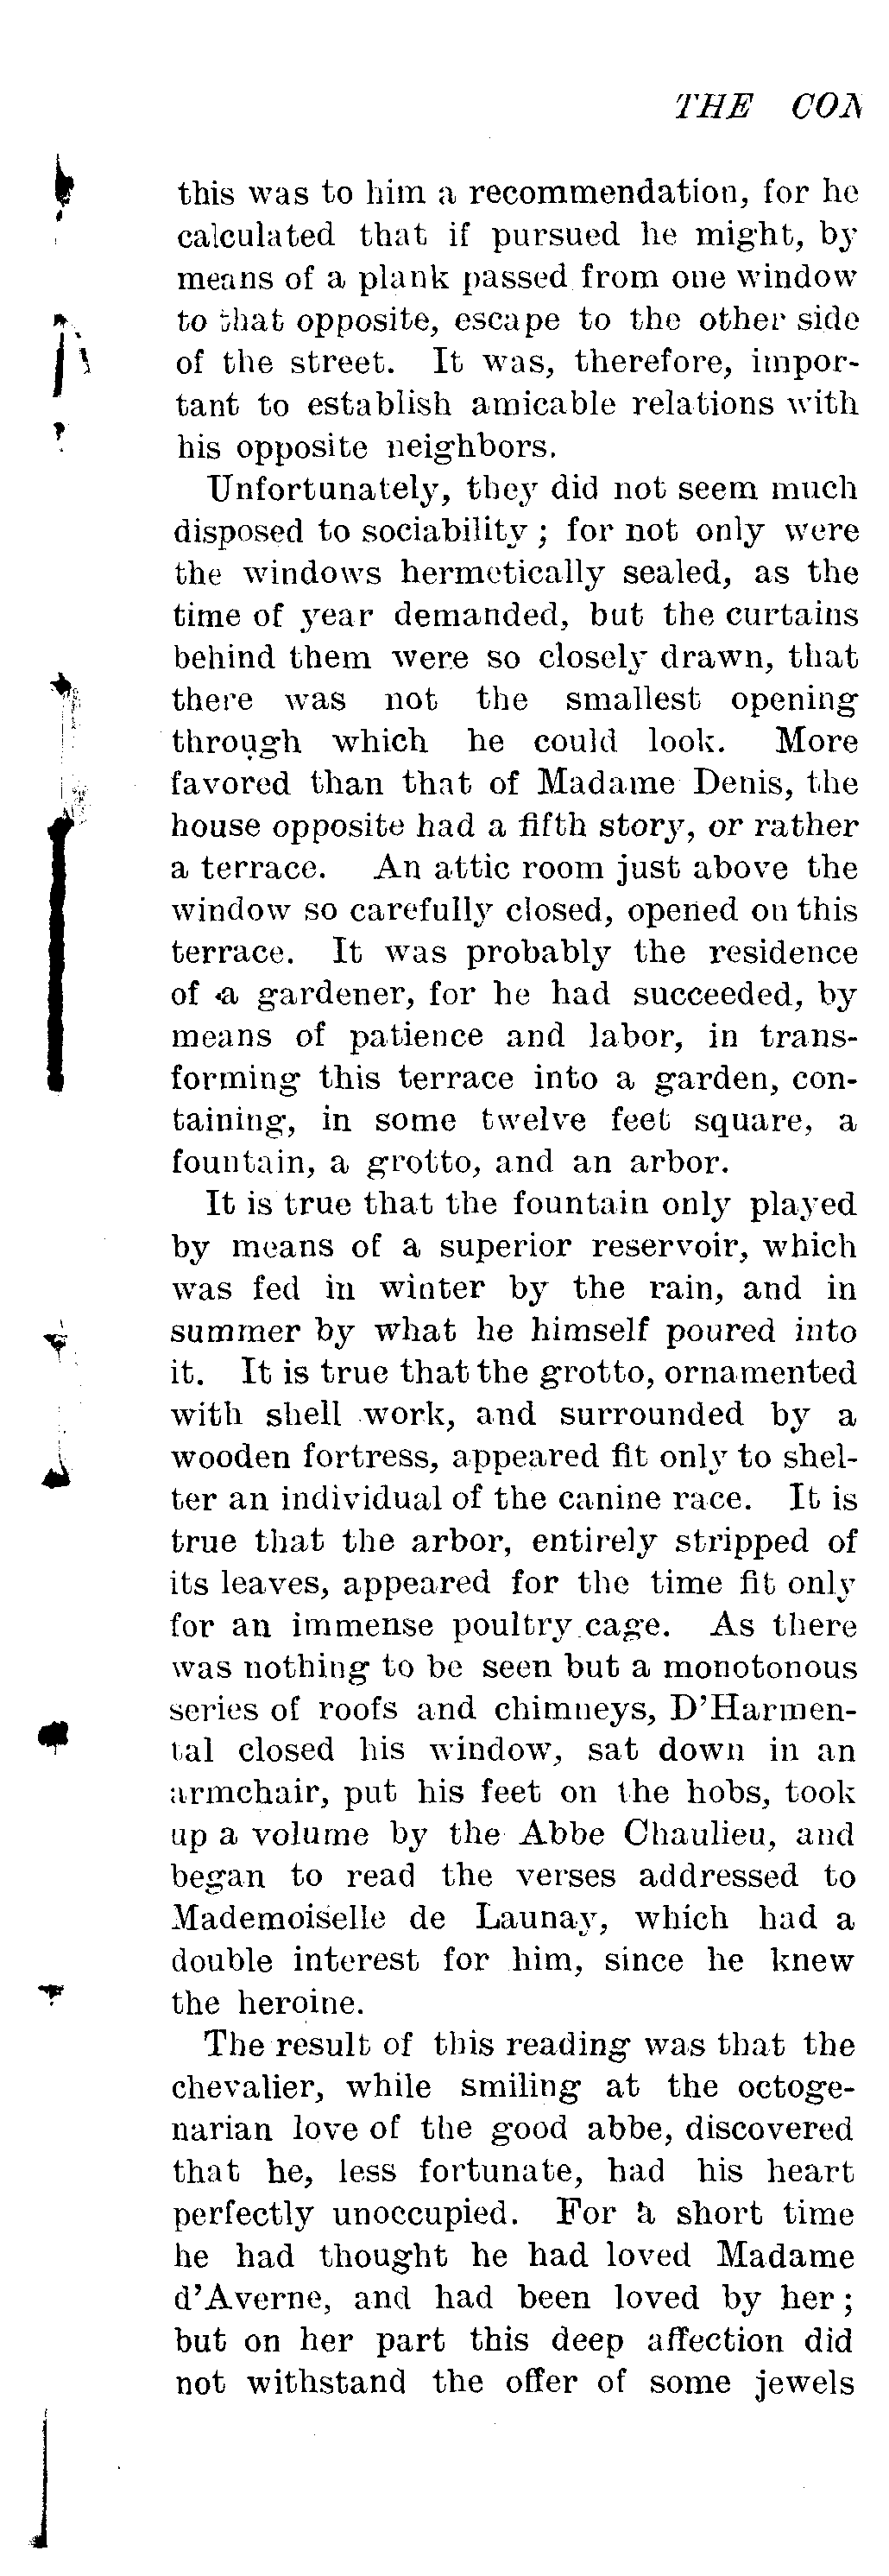 THE CON
this was to him a recommendation, for he
calculated that if pursued he might, by
means of a plank passed from one window
to that opposite, escape to the other side
of the street. It was, therefore, impor-
tant to establish amicable relations with
his opposite neighbors.
Unfortunately, they did not seem much
disposed to sociability; for not only were
the windows hermetically sealed, as the
time of year demanded, but the curtains
behind them were so closely drawn, that
there was not the smallest opening
through which he could look. More
favored than that of Madame Denis, the
house opposite had a fifth story, or rather
a terrace. An attic room just above the
window so carefully closed, opened on this
terrace. It was probably the residence
of a gardener, for he had succeeded, by
means of patience and labor, in trans-
forming this terrace into a garden, con-
taining, in some twelve feet square, a
fountain, a grotto, and an arbor.
It is true that the fountain only played
by means of a superior reservoir, which
was fed in winter by the rain, and in
summer by what he himself poured into
it. It is true that the grotto, ornamented
with shell work, and surrounded by a
wooden fortress, appeared fit only to shel-
ter an individual of the canine race. It is
true that the arbor, entirely stripped of
its leaves, appeared for the time fit only
for an immense poultry cage. As there
was nothing to be seen but a monotonous
series of roofs and chimneys, D'Harmen-
tal closed his window, sat down in an
armchair, put his feet on the hobs, took
up a volume by the Abbe Chaulieu, and
began to read the verses addressed to
Mademoiselle de Launay, which had a
double interest for him, since he knew
the heroine.
The result of this reading was that the
chevalier, while smiling at the octoge-
narian love of the good abbe, discovered
that he, less fortunate, had his heart
perfectly unoccupied. For a short time
he had thought he had loved Madame
d'Averne, and had been loved by her;
but on her part this deep affection did
not withstand the offer of some jewels